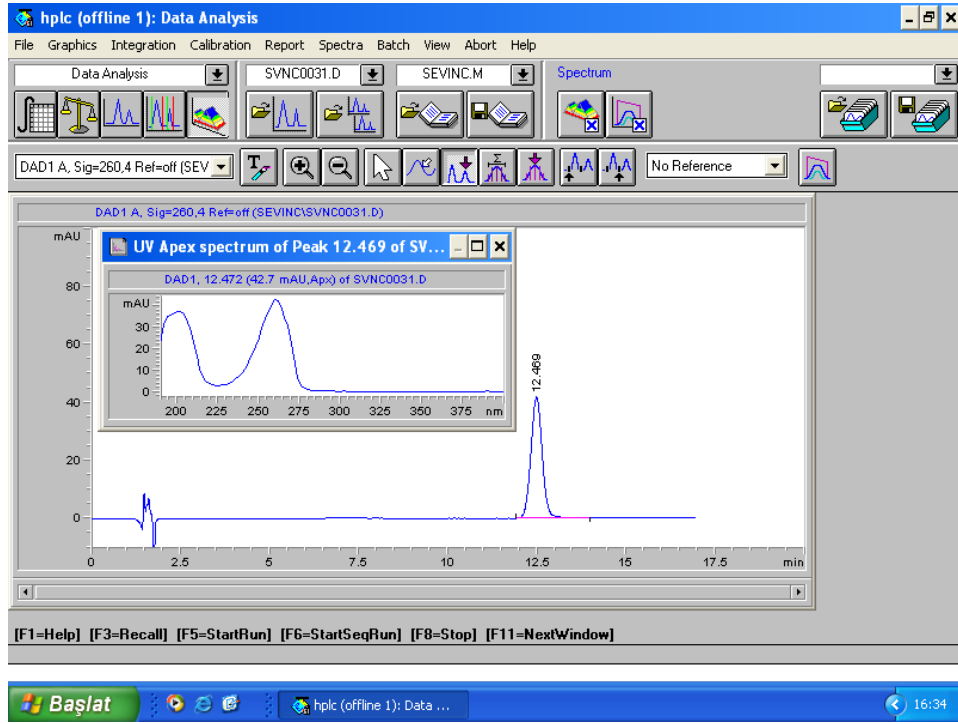 hplc (offline 1): Data Analysis
File Graphics Integration Calibration Report Spectra Batch View Abort Help
Data Analysis SVNC0031.D SEVINC.M Spectrum
DAD1 A, Sig=260,4 Ref=off (SEV No Reference
DAD1 A, Sig=260,4 Ref=off (SEVINC\SVNC0031.D)
mAU
80
60
40
20
0
UV Apex spectrum of Peak 12.469 of SV...
DAD1, 12.472 (42.7 mAU,Apx) of SVNC0031.D
mAU
30
20
10
0
200 225 250 275 300 325 350 375 nm
12.469
0 2.5 5 7.5 10 12.5 15 17.5 min
[F1=Help] [F3=Recall] [F5=StartRun] [F6=StartSeqRun] [F8=Stop] [F11=NextWindow]
Başlat hplc (offline 1): Data ... 16:34